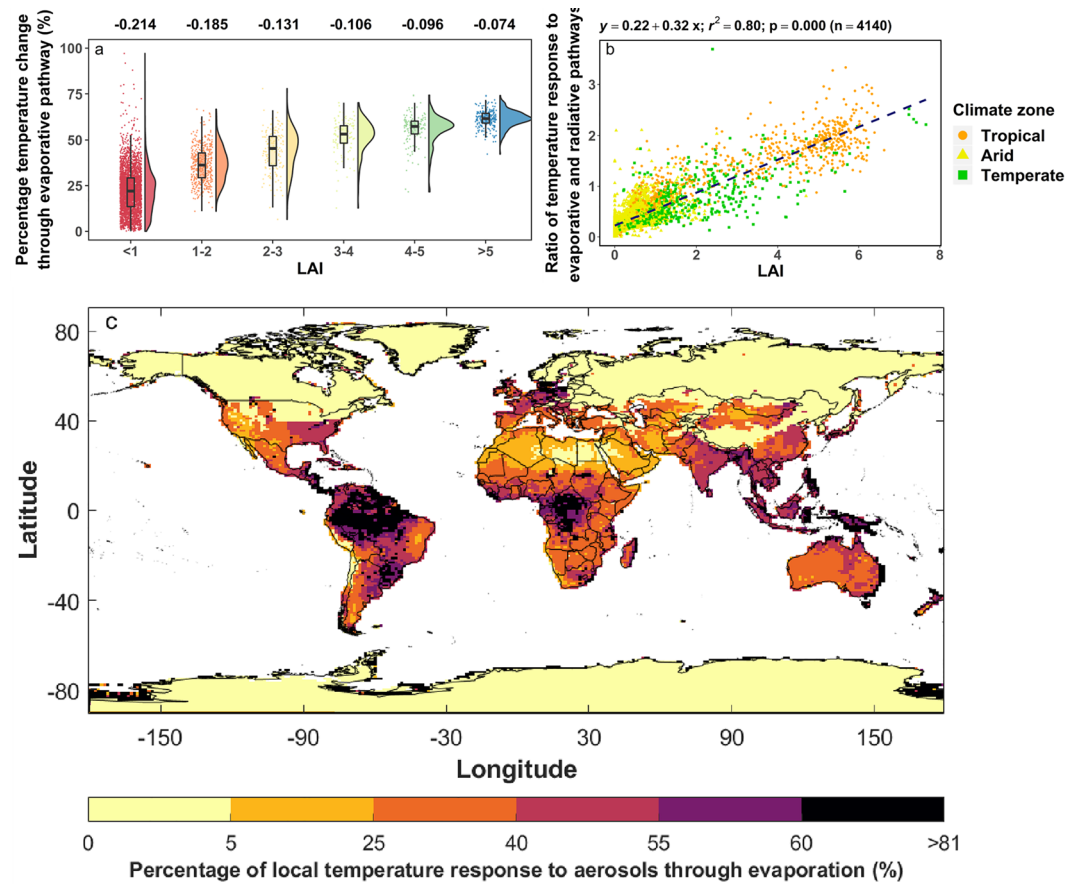 -0.214 -0.185 -0.131 -0.106 -0.096 -0.074
Percentage temperature change
through evaporative pathway (%)
a
100
75
50
25
0
<1 1-2 2-3 3-4 4-5 >5
LAI
y = 0.22 + 0.32 x; r² = 0.80; p = 0.000 (n = 4140)
Ratio of temperature response to
evaporative and radiative pathways
b
3
2
1
0
0 2 4 6 8
LAI
Climate zone
Tropical
Arid
Temperate
C
Latitude
80
40
0
-40
-80
-150 -90 -30 30 90 150
Longitude
0 5 25 40 55 60 >81
Percentage of local temperature response to aerosols through evaporation (%)